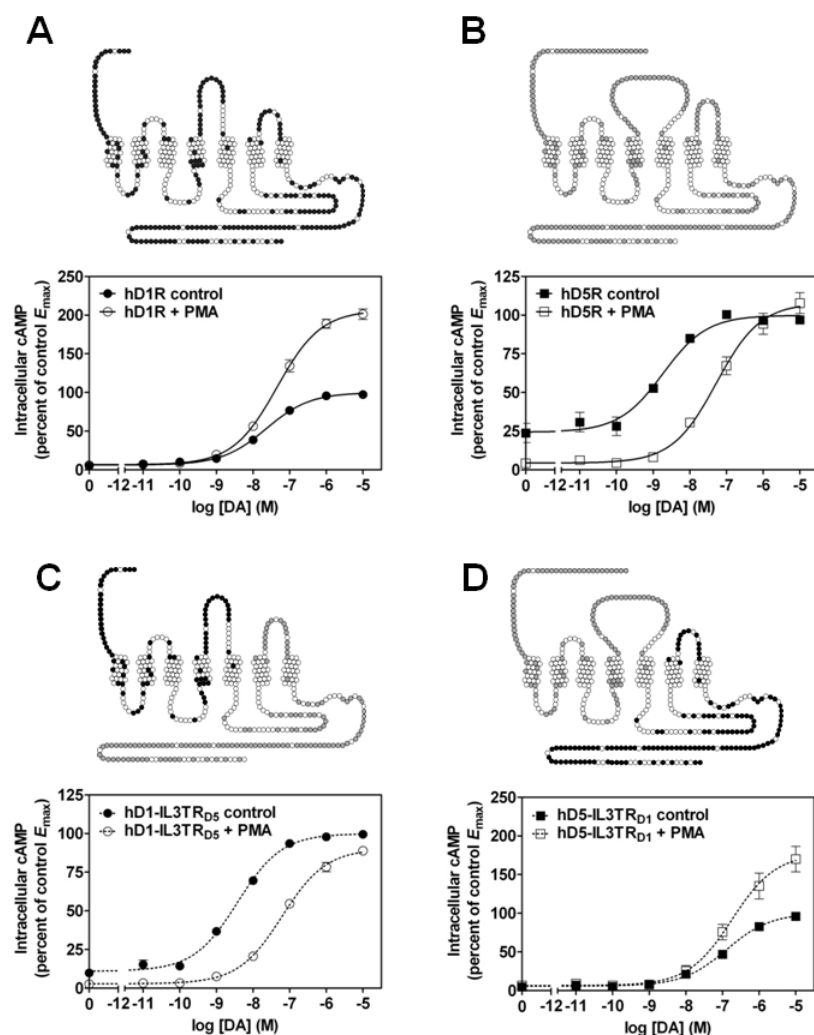 A
B
Intracellular cAMP
(percent of control Emax)
250
200
150
100
50
0
hD1R control
hD1R + PMA
0 -12 -11 -10 -9 -8 -7 -6 -5
log [DA] (M)
Intracellular cAMP
(percent of control Emax)
125
100
75
50
25
0
hD5R control
hD5R + PMA
0 -12 -11 -10 -9 -8 -7 -6 -5
log [DA] (M)
C
D
Intracellular cAMP
(percent of control Emax)
125
100
75
50
25
0
hD1-IL3TRD5 control
hD1-IL3TRD5 + PMA
0 -12 -11 -10 -9 -8 -7 -6 -5
log [DA] (M)
Intracellular cAMP
(percent of control Emax)
250
200
150
100
50
0
hD5-IL3TRD1 control
hD5-IL3TRD1 + PMA
0 -12 -11 -10 -9 -8 -7 -6 -5
log [DA] (M)